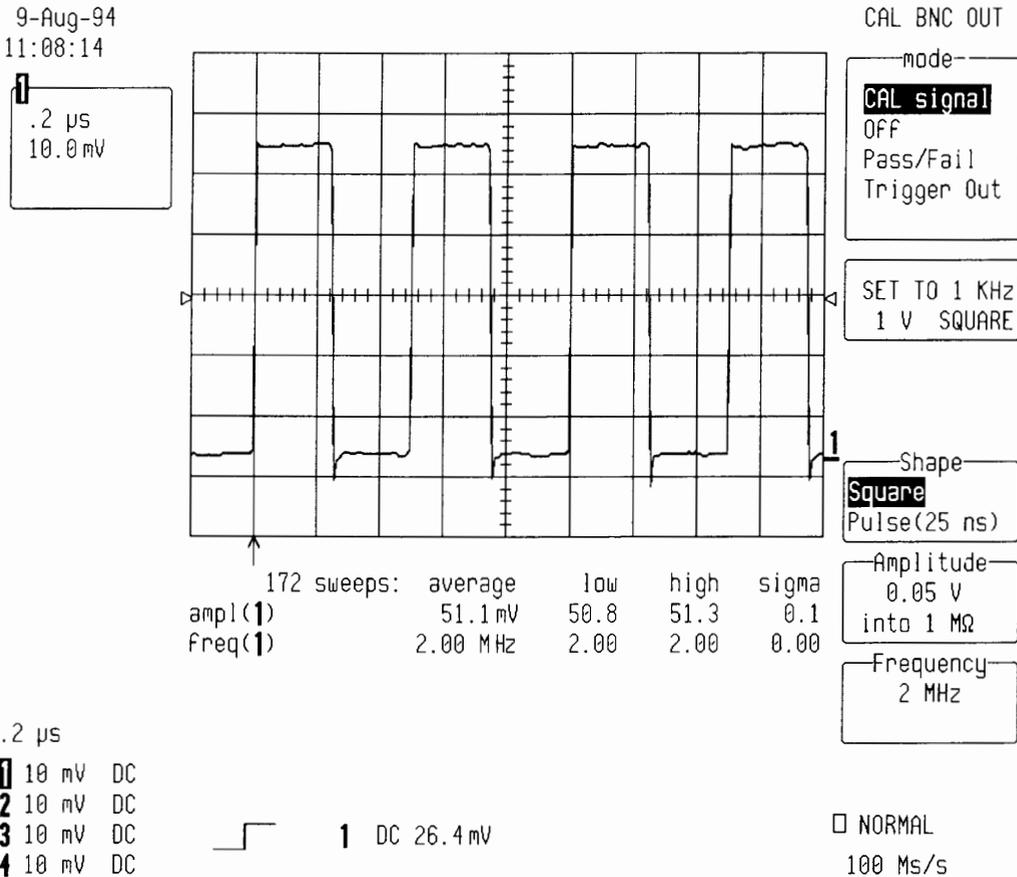 9-Aug-94
11:08:14
1
.2 µs
10.0 mV
CAL BNC OUT
mode
CAL signal
Off
Pass/Fail
Trigger Out
SET TO 1 KHz
1 V SQUARE
1
Shape
Square
Pulse(25 ns)
Amplitude
0.05 V
into 1 MΩ
Frequency
2 MHz
172 sweeps: average low high sigma
ampl(1) 51.1 mV 50.8 51.3 0.1
freq(1) 2.00 MHz 2.00 2.00 0.00
.2 µs
1 10 mV DC
2 10 mV DC
3 10 mV DC
4 10 mV DC
1 DC 26.4 mV
NORMAL
100 Ms/s